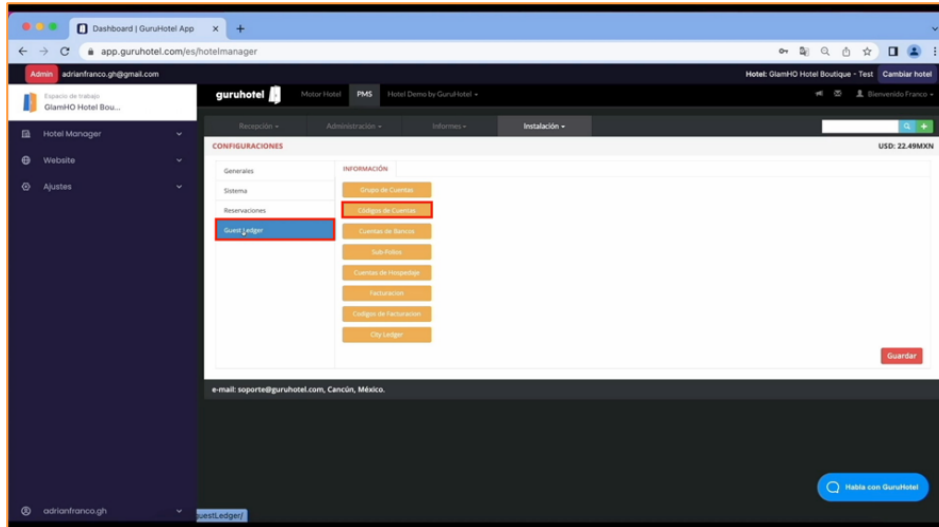 Dashboard | GuruHotel App
app.guruhotel.com/es/hotelmanager
Admin adrianfranco.gh@gmail.com
Hotel: GlamHO Hotel Boutique - Test Cambiar hotel
Espacio de trabajo
GlamHO Hotel Bou...
guruhotel Motor Hotel PMS Hotel Demo by GuruHotel
Bienvenido Franco
Hotel Manager
Website
Ajustes
Recepción Administración Informes Instalación
CONFIGURACIONES
USD: 22.49MXN
Generales
Sistema
Reservaciones
Guest Ledger
INFORMACIÓN
Grupo de Cuentas
Códigos de Cuentas
Cuentas de Bancos
Sub-Folios
Cuentas de Hospedaje
Facturacion
Codigos de Facturacion
City Ledger
Guardar
e-mail: soporte@guruhotel.com, Cancún, México.
Habla con GuruHotel
adrianfranco.gh
uestLedger/